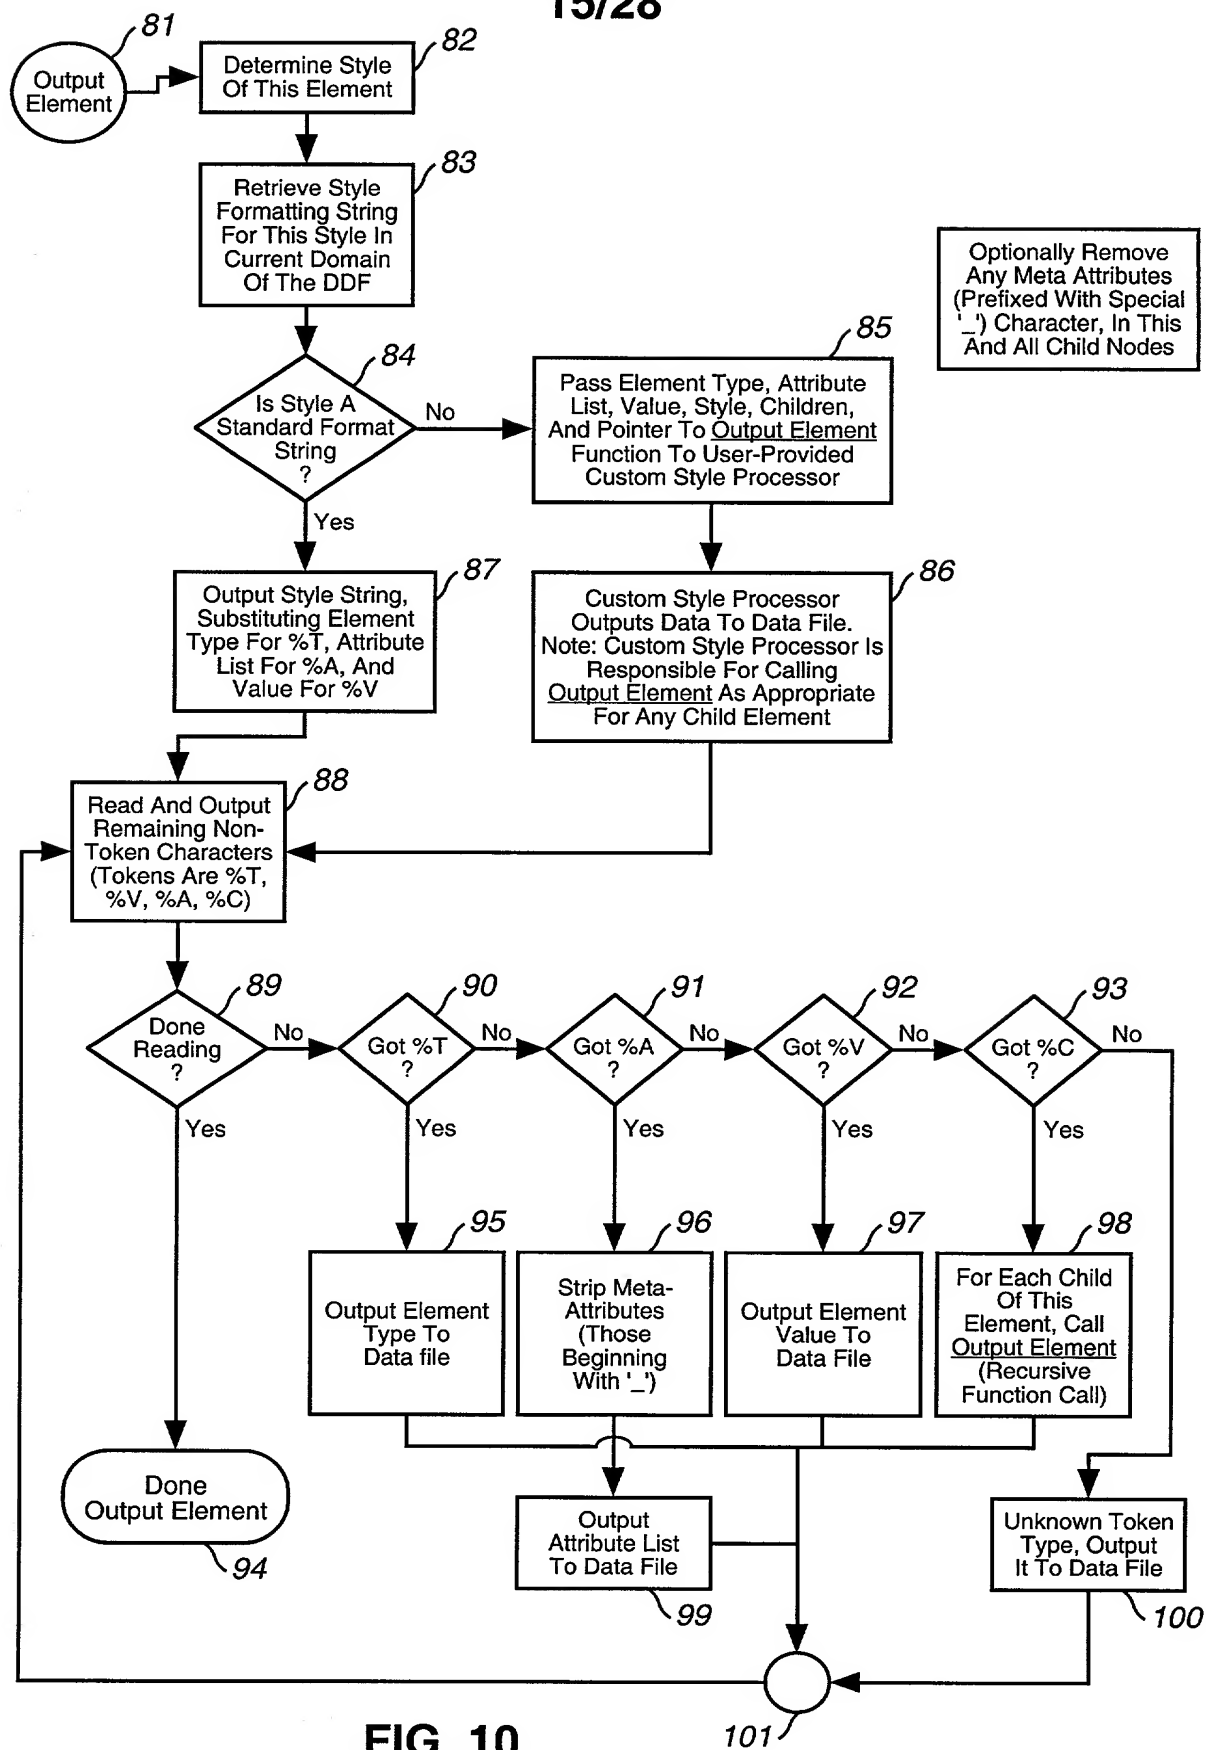 15/28
81
Output
Element
82
Determine Style
Of This Element
83
Retrieve Style
Formatting String
For This Style In
Current Domain
Of The DDF
Optionally Remove
Any Meta Attributes
(Prefixed With Special
'_') Character, In This
And All Child Nodes
84
Is Style A
Standard Format
String
?
No
Yes
85
Pass Element Type, Attribute
List, Value, Style, Children,
And Pointer To Output Element
Function To User-Provided
Custom Style Processor
87
Output Style String,
Substituting Element
Type For %T, Attribute
List For %A, And
Value For %V
86
Custom Style Processor
Outputs Data To Data File.
Note: Custom Style Processor Is
Responsible For Calling
Output Element As Appropriate
For Any Child Element
88
Read And Output
Remaining Non-
Token Characters
(Tokens Are %T,
%V, %A, %C)
89
Done
Reading
?
No
Yes
90
Got %T
?
No
Yes
91
Got %A
?
No
Yes
92
Got %V
?
No
Yes
93
Got %C
?
No
Yes
95
Output Element
Type To
Data file
96
Strip Meta-
Attributes
(Those
Beginning
With '_')
97
Output Element
Value To
Data File
98
For Each Child
Of This
Element, Call
Output Element
(Recursive
Function Call)
Done
Output Element
94
Output
Attribute List
To Data File
99
Unknown Token
Type, Output
It To Data File
100
101
FIG. 10